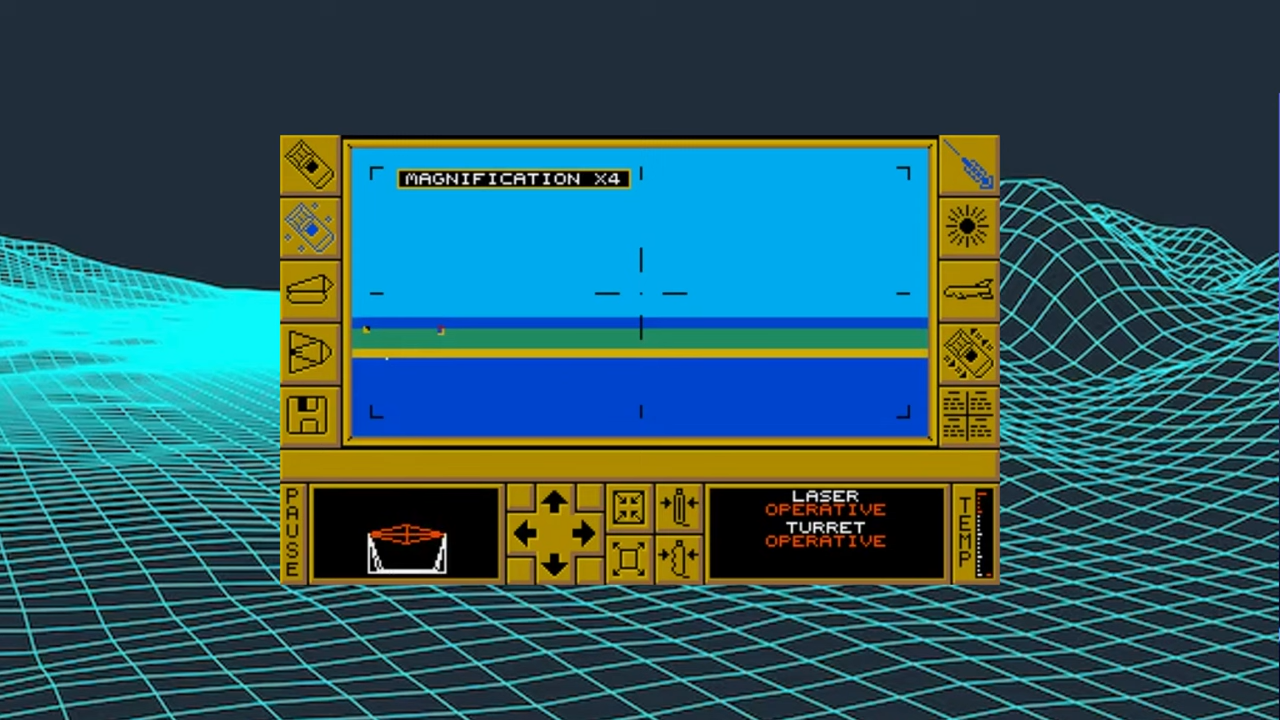 MAGNIFICATION X4
PAUSE
LASER
OPERATIVE
TURRET
OPERATIVE
TEMP